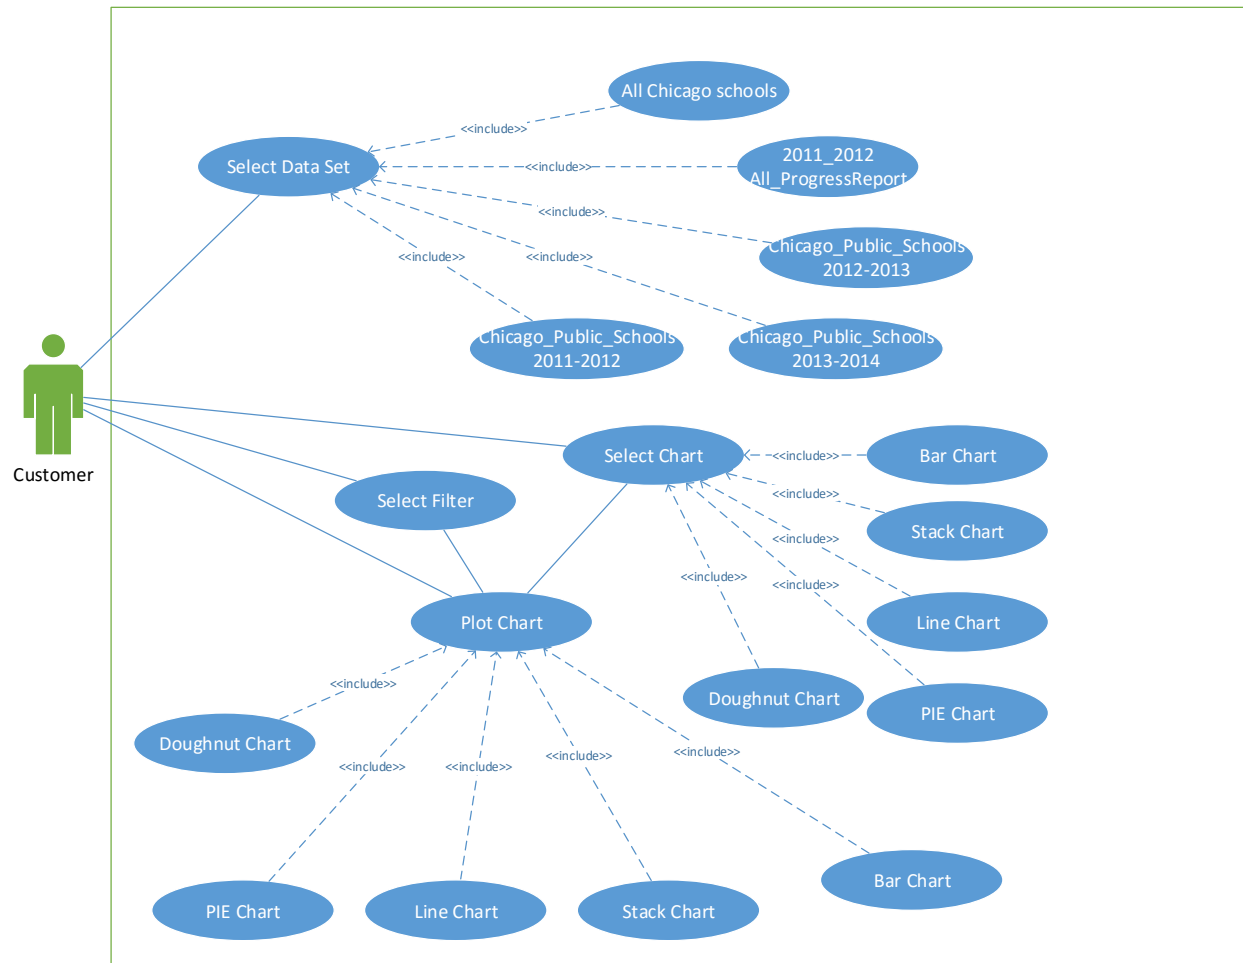 All Chicago schools
<<include>>
Select Data Set
2011_2012
All_ProgressReport
<<include>>
<<include>>
Chicago_Public_Schools
2012-2013
<<include>>
<<include>>
Chicago_Public_Schools
2011-2012
Chicago_Public_Schools
2013-2014
Customer
Select Chart
<<include>>
Bar Chart
<<include>>
Select Filter
Stack Chart
<<include>>
<<include>>
<<include>>
Plot Chart
Line Chart
<<include>>
Doughnut Chart
PIE Chart
Doughnut Chart
<<include>>
<<include>>
<<include>>
<<include>>
Bar Chart
PIE Chart
Line Chart
Stack Chart